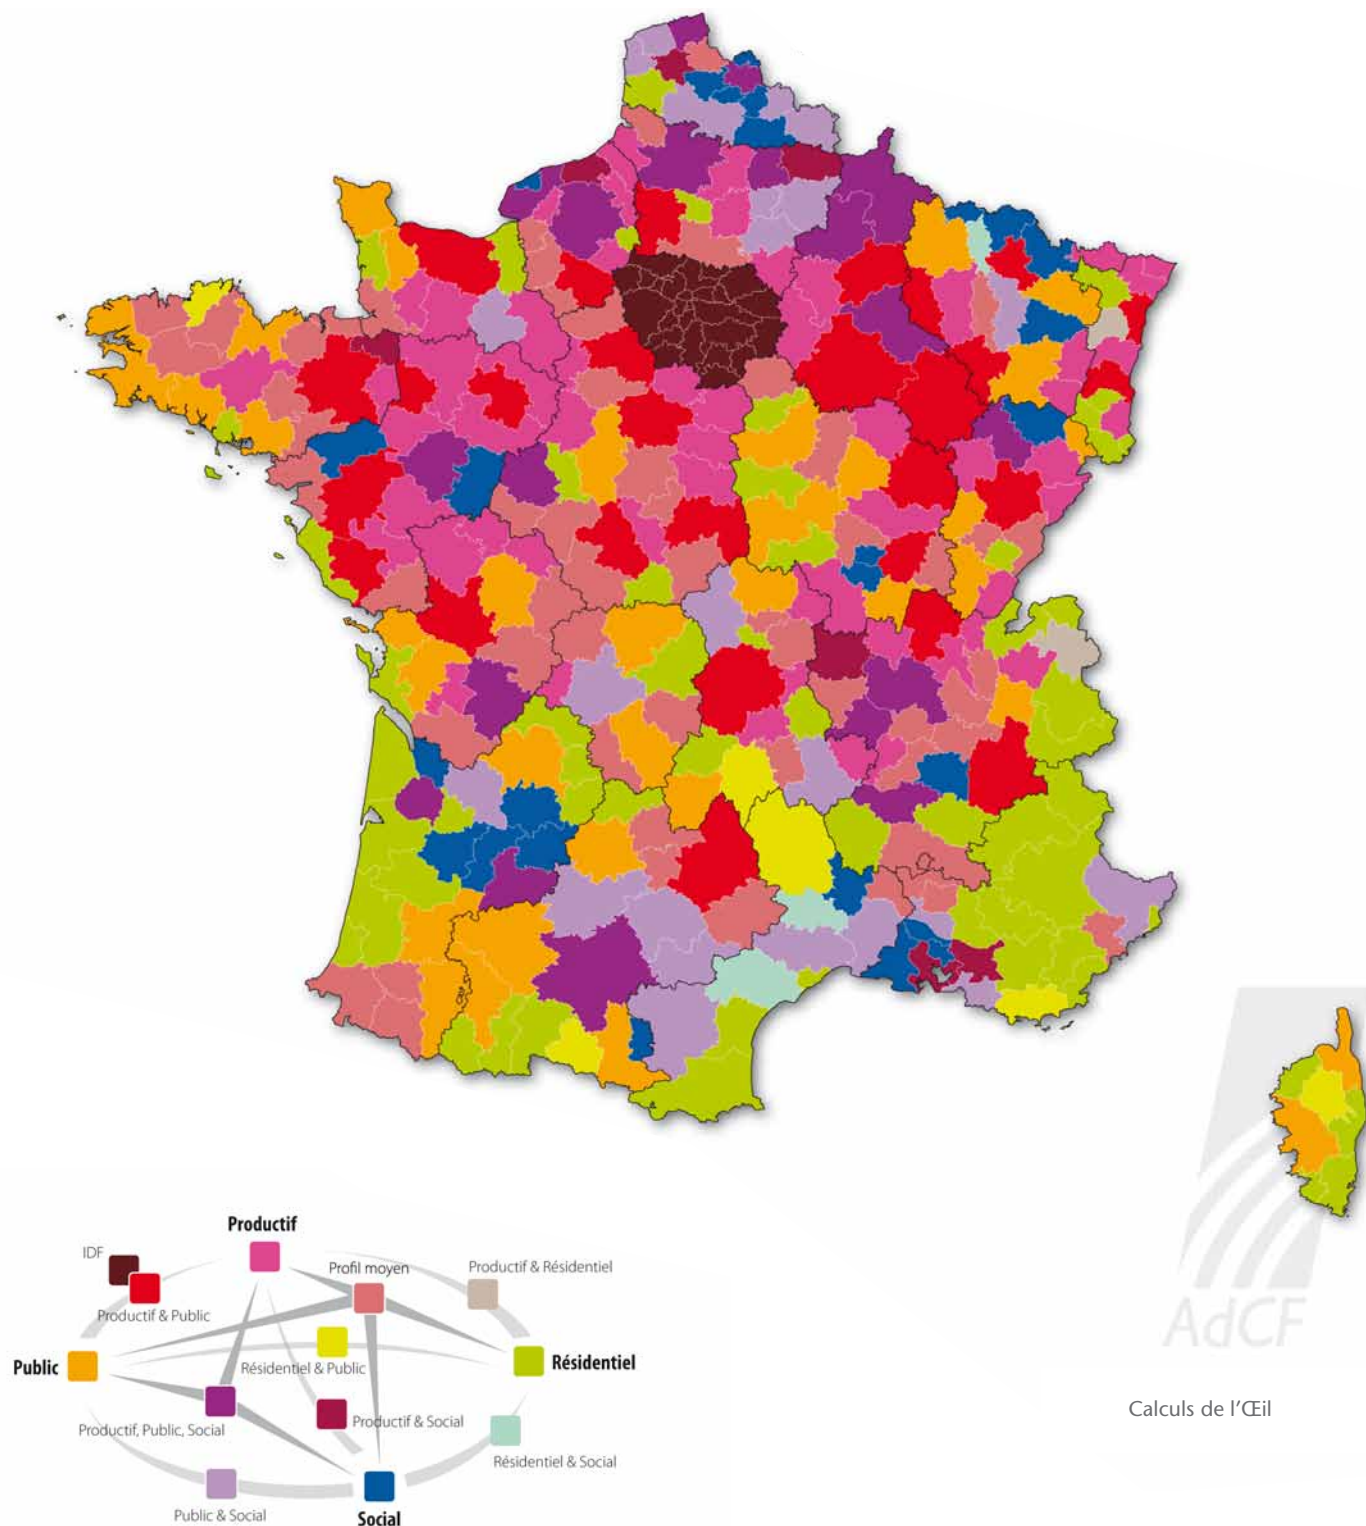 AdCF
Calculs de l'Œil
Productif
IDF
Profil moyen
Productif & Résidentiel
Productif & Public
Public
Résidentiel & Public
Résidentiel
Productif, Public, Social
Productif & Social
Résidentiel & Social
Public & Social
Social